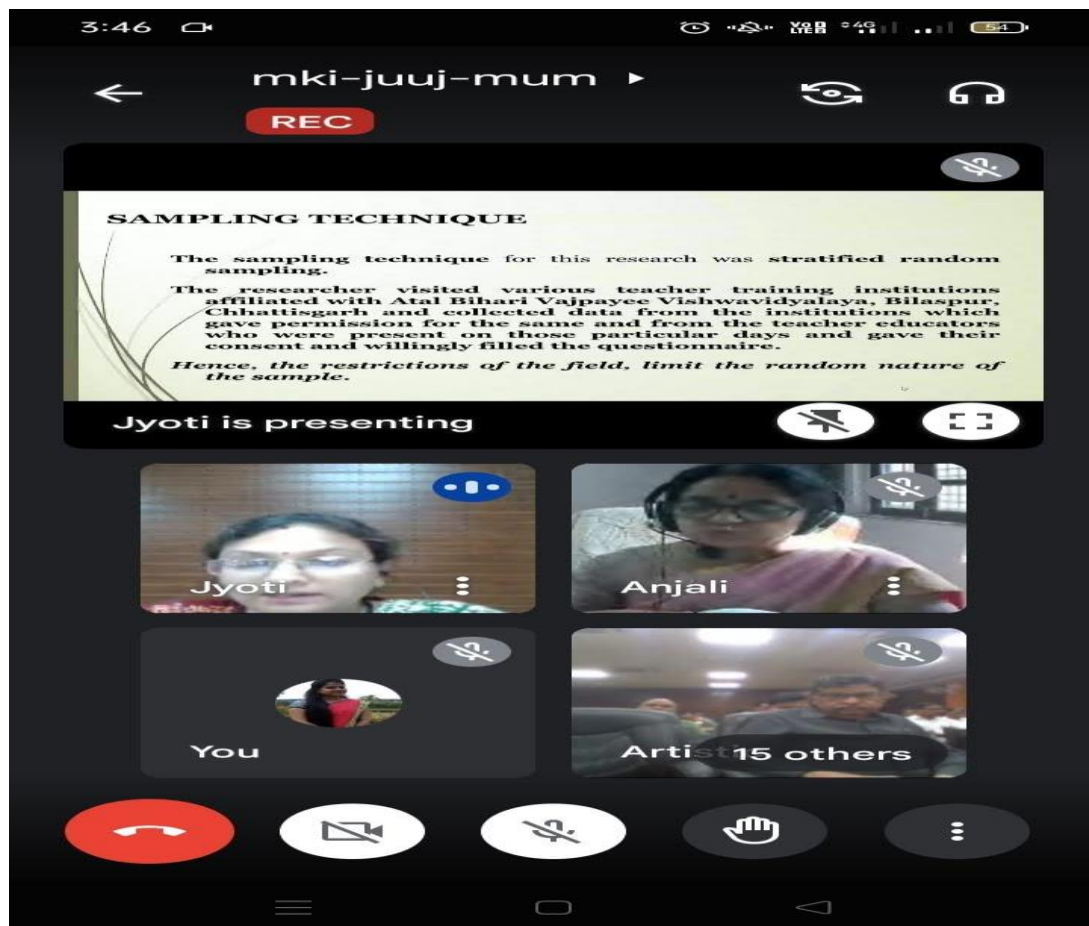 3:46
VoLTE 4G 54
mki-juuj-mum
REC
SAMPLING TECHNIQUE
The sampling technique for this research was stratified random
sampling.
The researcher visited various teacher training institutions
affiliated with Atal Bihari Vajpayee Vishwavidyalaya, Bilaspur,
Chhattisgarh and collected data from the institutions which
gave permission for the same and from the teacher educators
who were present on those particular days and gave their
consent and willingly filled the questionnaire.
Hence, the restrictions of the field, limit the random nature of
the sample.
Jyoti is presenting
Jyoti
Anjali
You
15 others